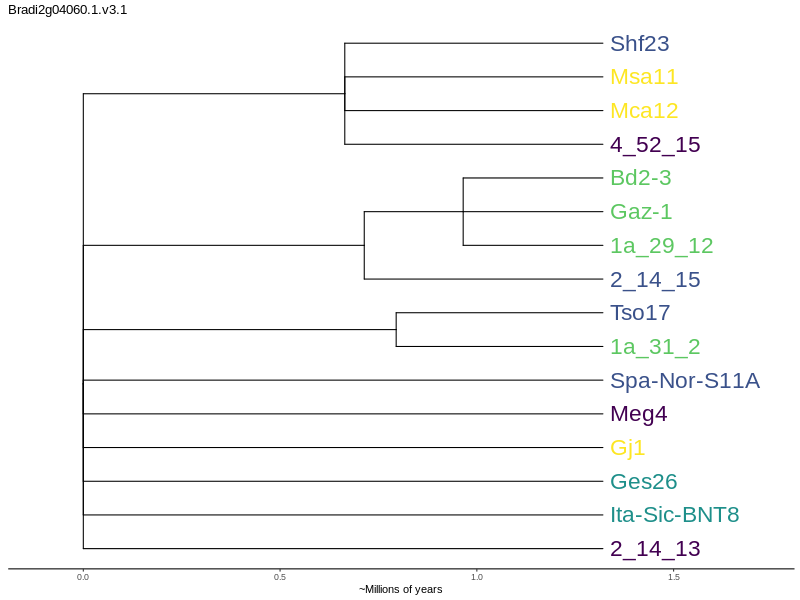 Bradi2g04060.1.v3.1
Shf23
Msa11
Mca12
4_52_15
Bd2-3
Gaz-1
1a_29_12
2_14_15
Tso17
1a_31_2
Spa-Nor-S11A
Meg4
Gj1
Ges26
Ita-Sic-BNT8
2_14_13
0.0 0.5 1.0 1.5
~Millions of years